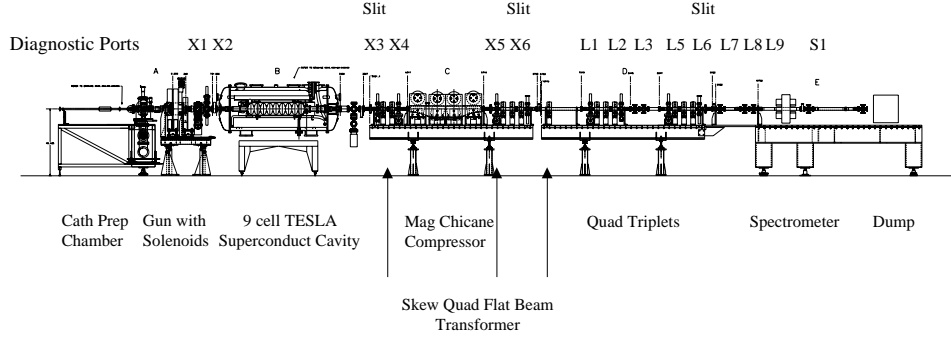 Slit Slit Slit
Diagnostic Ports X1 X2 X3 X4 X5 X6 L1 L2 L3 L5 L6 L7 L8 L9 S1
A B C D E
Cath Prep Gun with 9 cell TESLA Mag Chicane Quad Triplets Spectrometer Dump
Chamber Solenoids Superconduct Cavity Compressor
Skew Quad Flat Beam
Transformer